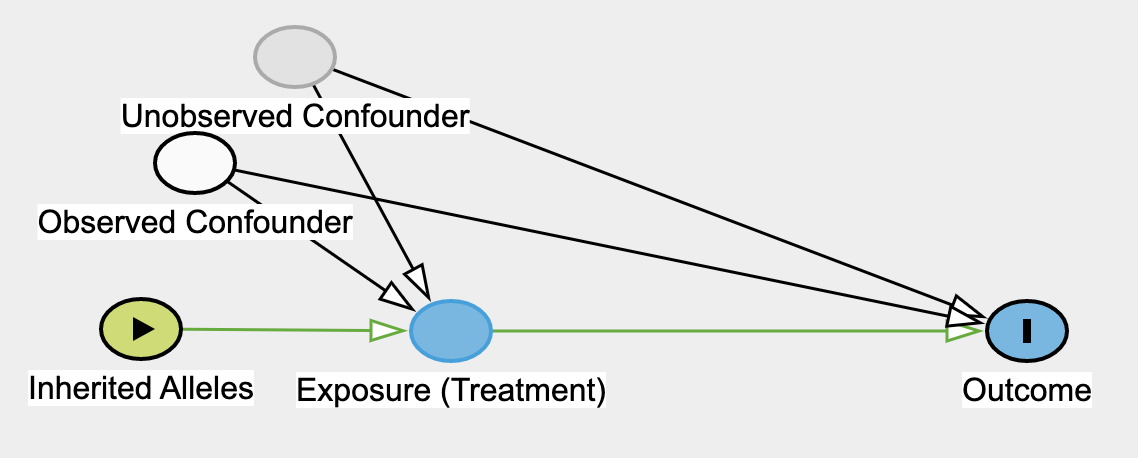 Unobserved Confounder
Observed Confounder
Inherited Alleles
Exposure (Treatment)
Outcome